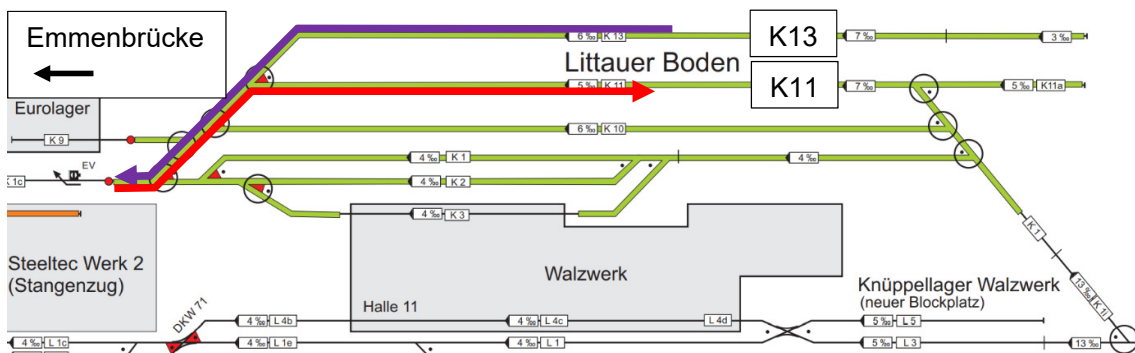 Emmenbrücke
6 ‰ K 13
K13
7 ‰
3 ‰
Littauer Boden
5 ‰ K 11
K11
7 ‰
5 ‰ K11a
Eurolager
K 9
6 ‰ K 10
EV
4 ‰ K 1
4 ‰
K 1c
4 ‰ K 2
4 ‰ K 3
K 1
Steeltec Werk 2
(Stangenzug)
Walzwerk
Knüppellager Walzwerk
(neuer Blockplatz)
13 ‰ K 1i
DKW 71
Halle 11
4 ‰ L 4b
4 ‰ L 4c
L 4d
5 ‰ L 5
4 ‰ L 1c
4 ‰ L 1e
4 ‰ L 1
5 ‰ L 3
13 ‰